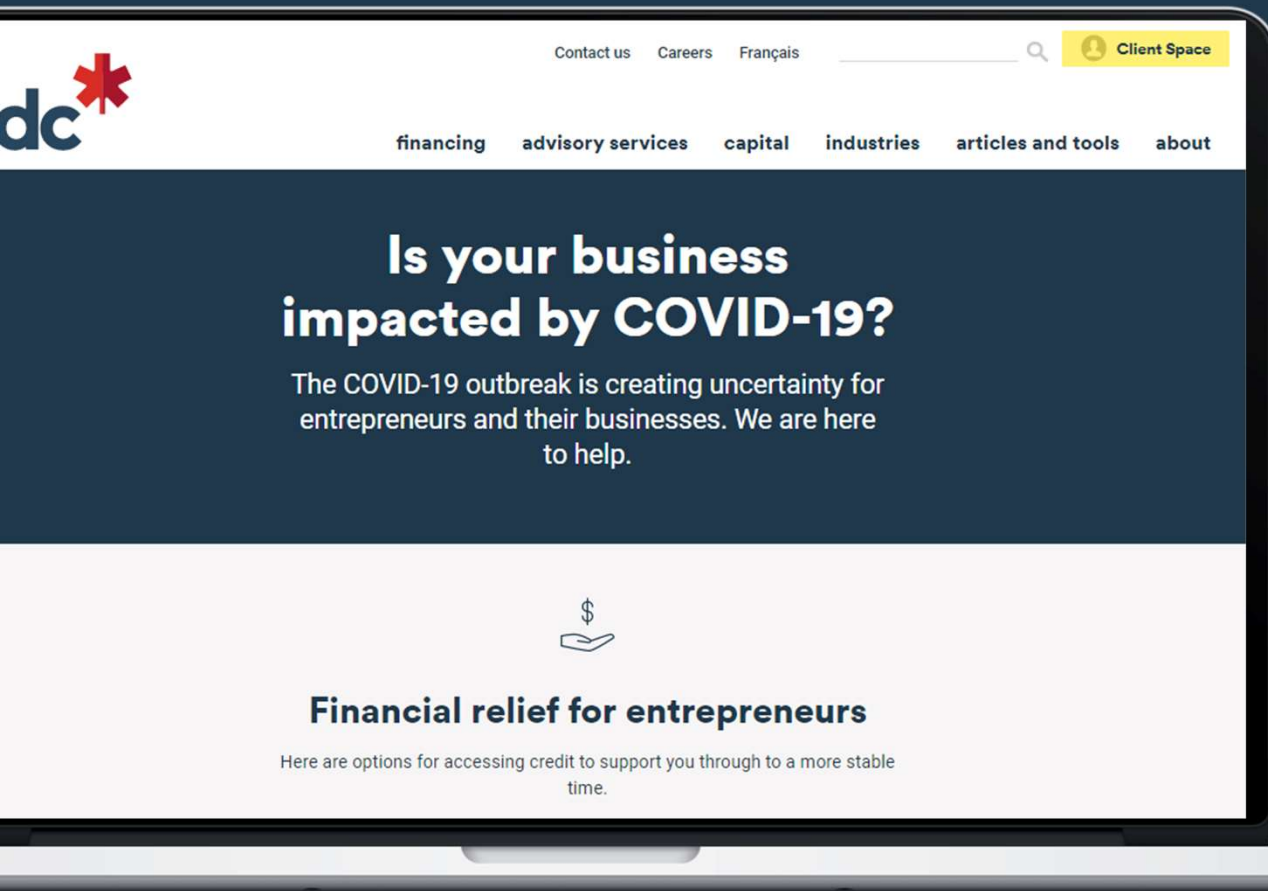 dc
Contact us Careers Français
Client Space
financing advisory services capital industries articles and tools about
Is your business
impacted by COVID-19?
The COVID-19 outbreak is creating uncertainty for
entrepreneurs and their businesses. We are here
to help.
$
Financial relief for entrepreneurs
Here are options for accessing credit to support you through to a more stable
time.